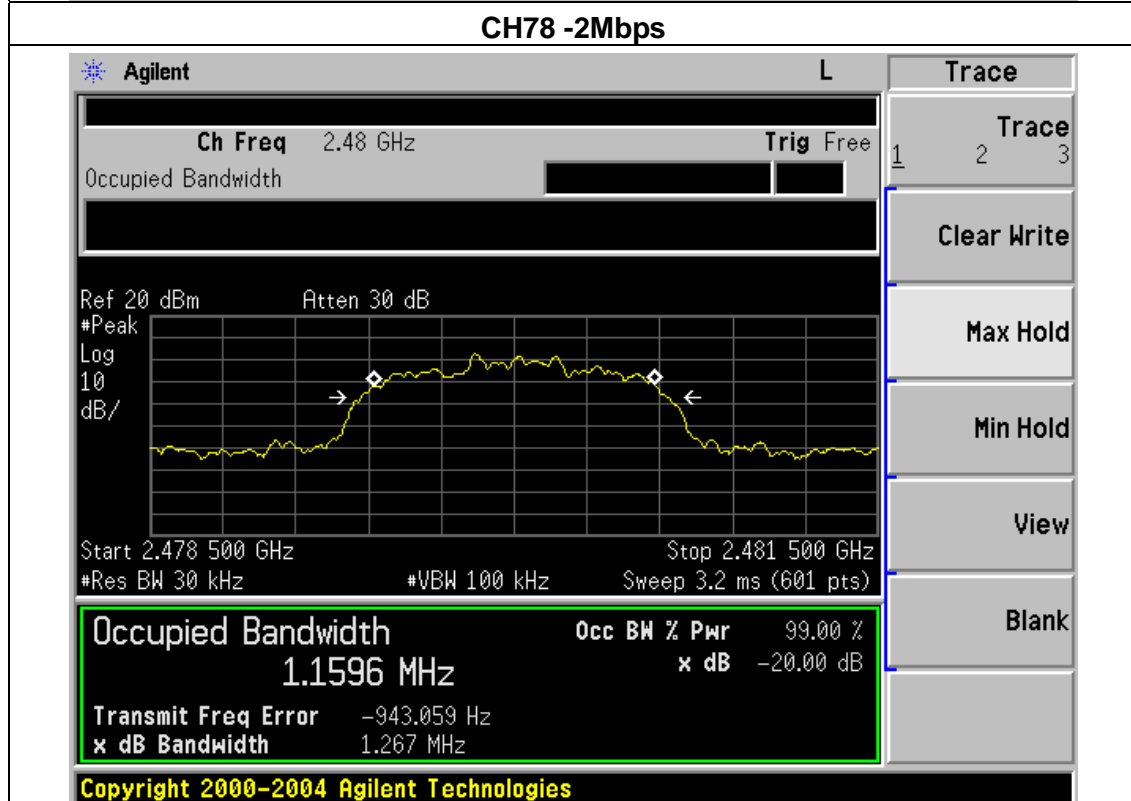 CH78 -2Mbps
Agilent L Trace
Ch Freq 2.48 GHz Trig Free
Occupied Bandwidth
Trace
1 2 3
Clear Write
Max Hold
Min Hold
View
Blank
Ref 20 dBm Atten 30 dB
#Peak
Log
10
dB/
Start 2.478 500 GHz Stop 2.481 500 GHz
#Res BW 30 kHz #VBW 100 kHz Sweep 3.2 ms (601 pts)
Occupied Bandwidth Occ BW % Pwr 99.00 %
1.1596 MHz x dB -20.00 dB
Transmit Freq Error -943.059 Hz
x dB Bandwidth 1.267 MHz
Copyright 2000-2004 Agilent Technologies